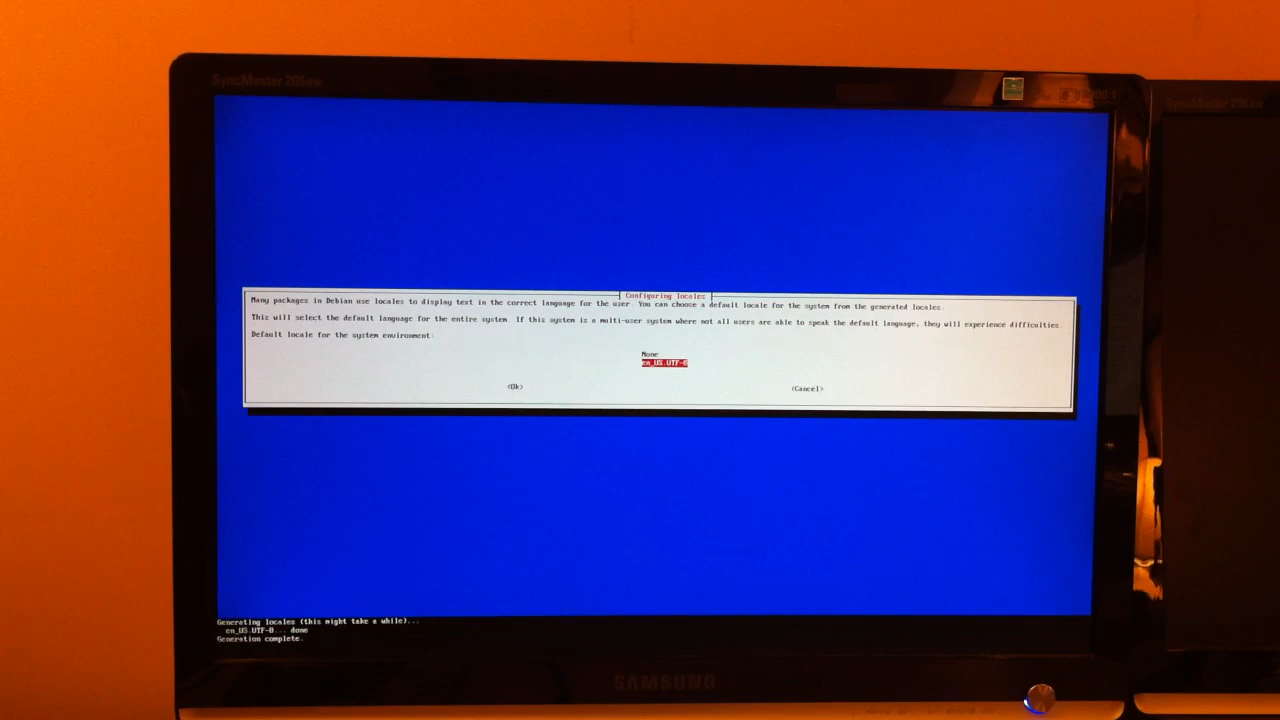 SyncMaster 206BW
Configuring locales
Many packages in Debian use locales to display text in the correct language for the user. You can choose a default locale for the system from the generated locales.
This will select the default language for the entire system. If this system is a multi-user system where not all users are able to speak the default language, they will experience difficulties.
Default locale for the system environment:
None
en_US.UTF-8
<Ok>
<Cancel>
Generating locales (this might take a while)...
en_US.UTF-8... done
Generation complete.
SAMSUNG